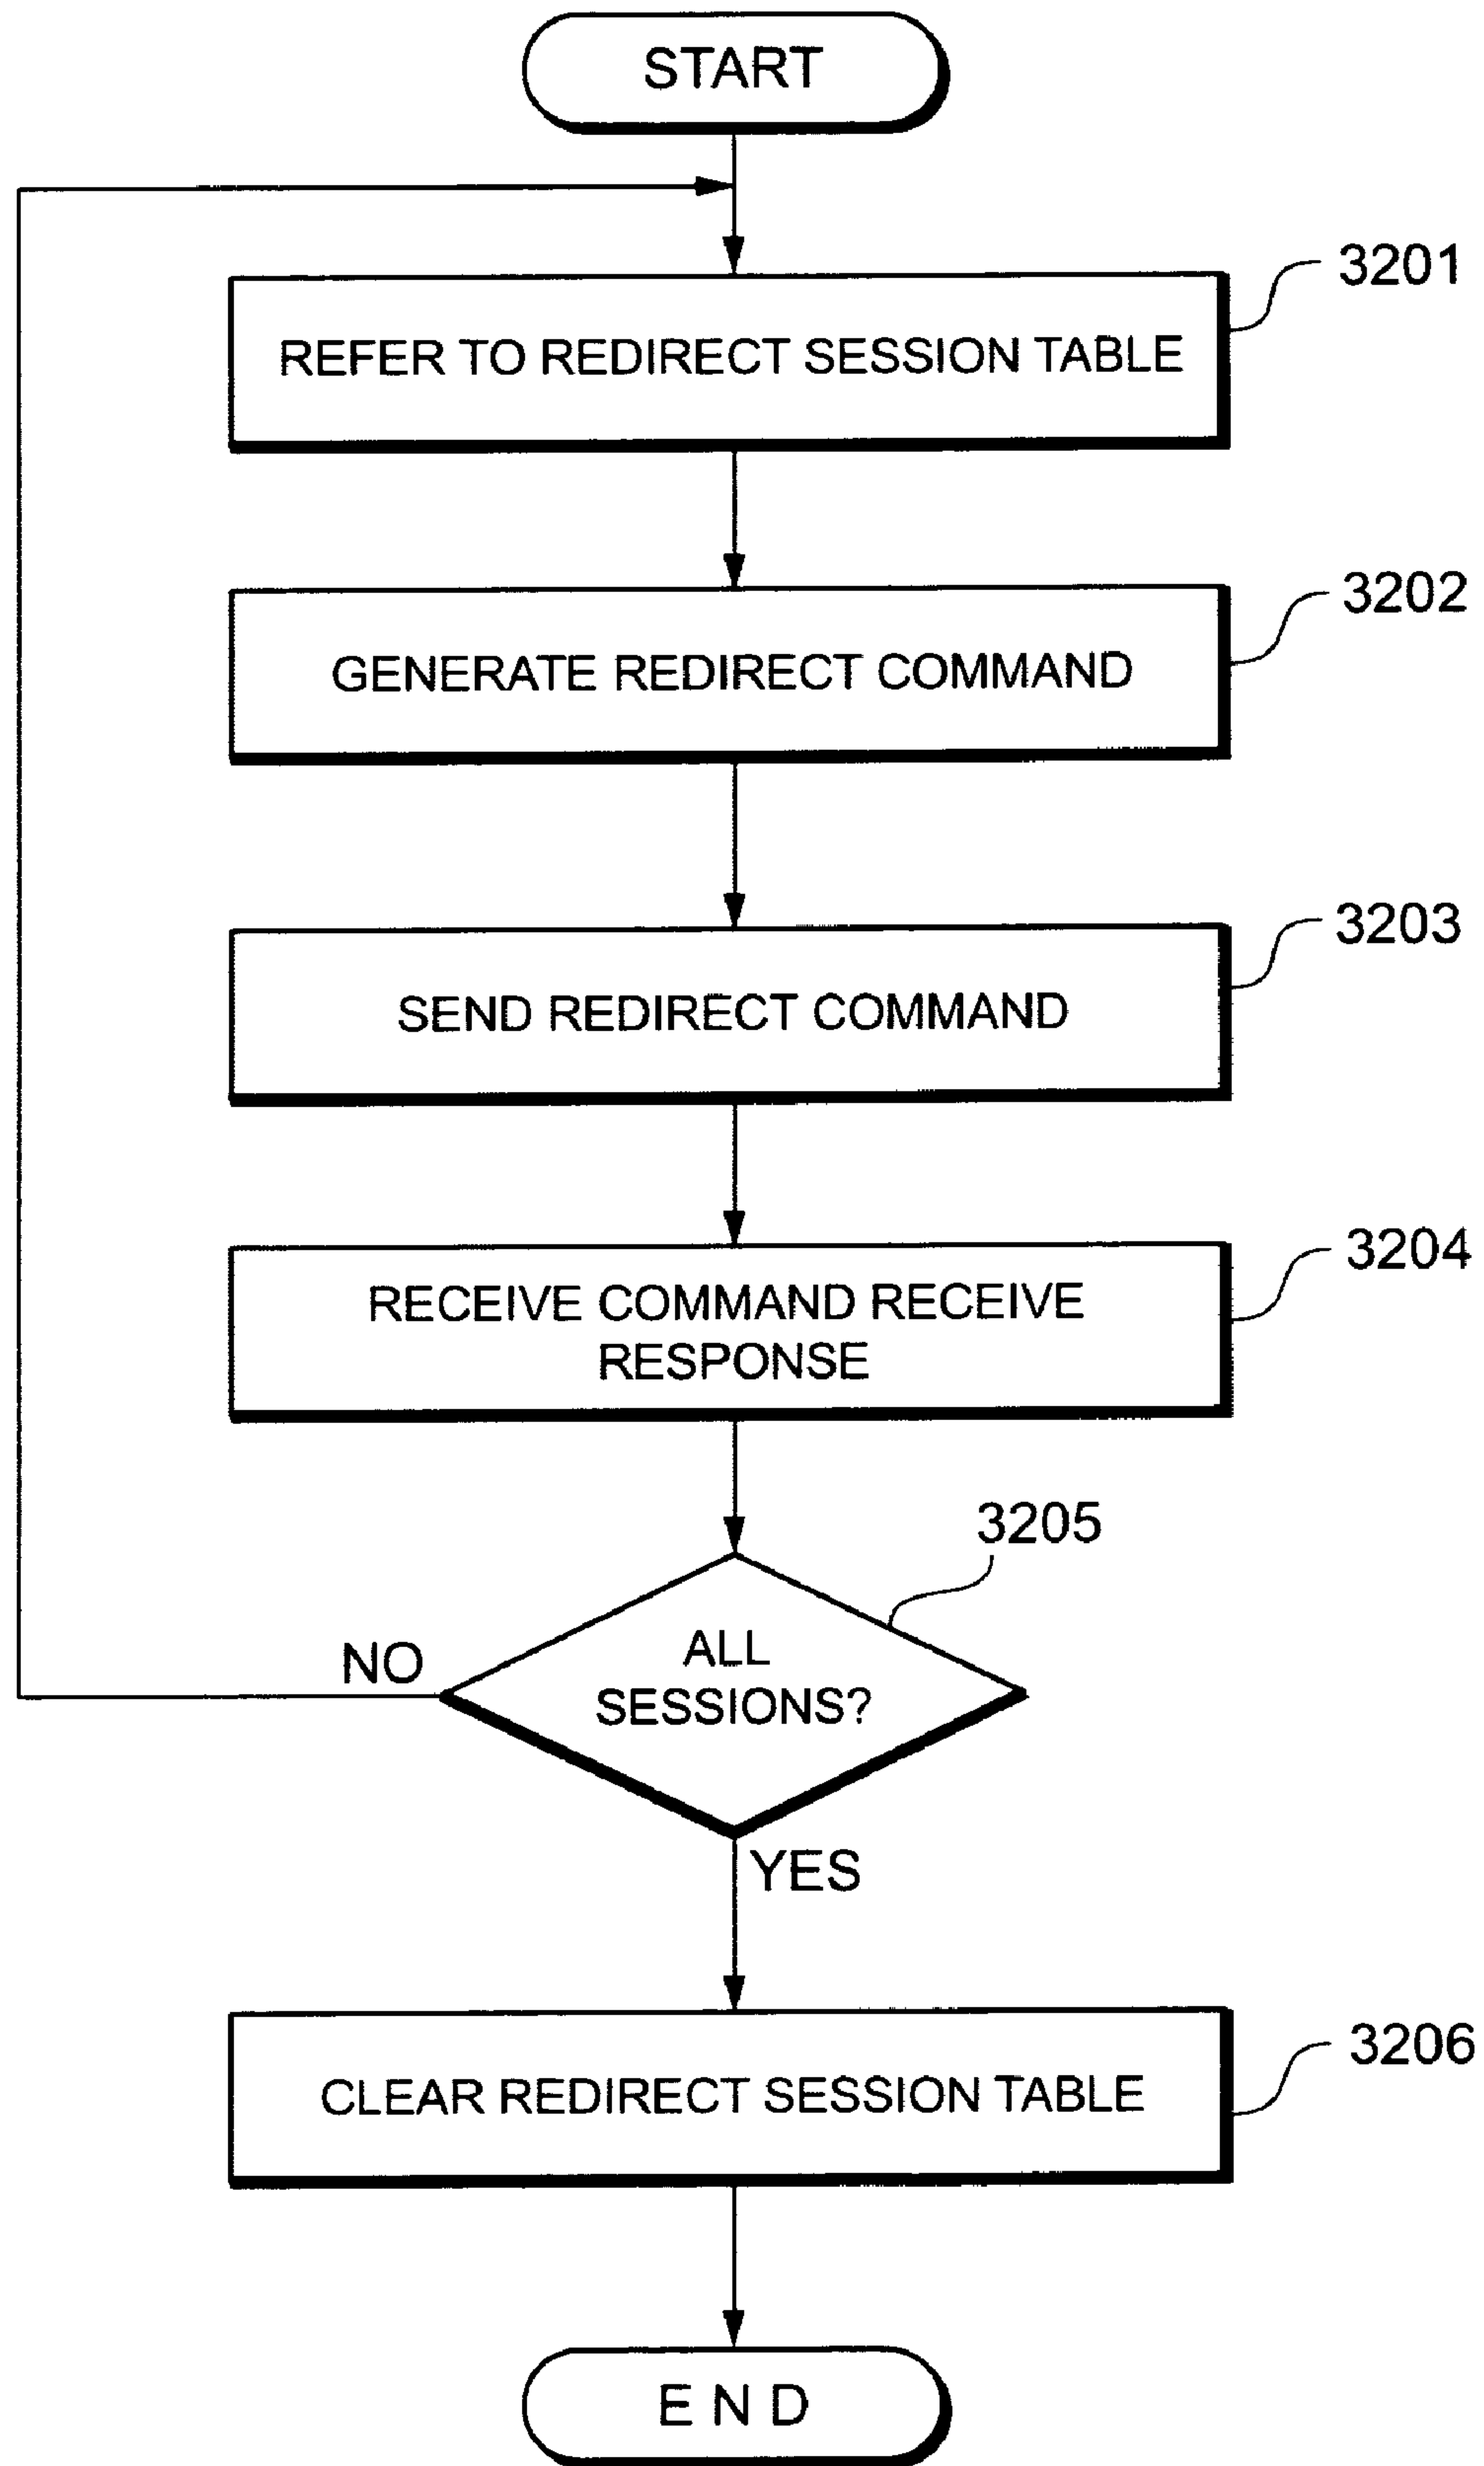 START
3201
REFER TO REDIRECT SESSION TABLE
3202
GENERATE REDIRECT COMMAND
3203
SEND REDIRECT COMMAND
3204
RECEIVE COMMAND RECEIVE
RESPONSE
3205
ALL
SESSIONS?
NO
YES
3206
CLEAR REDIRECT SESSION TABLE
END